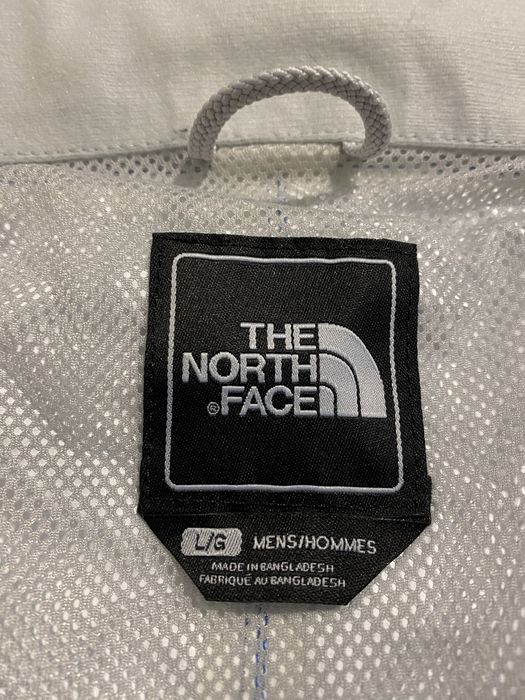 THE
NORTH
®FACE
L/G MENS/HOMMES
MADE IN BANGLADESH
FABRIQUÉ AU BANGLADESH